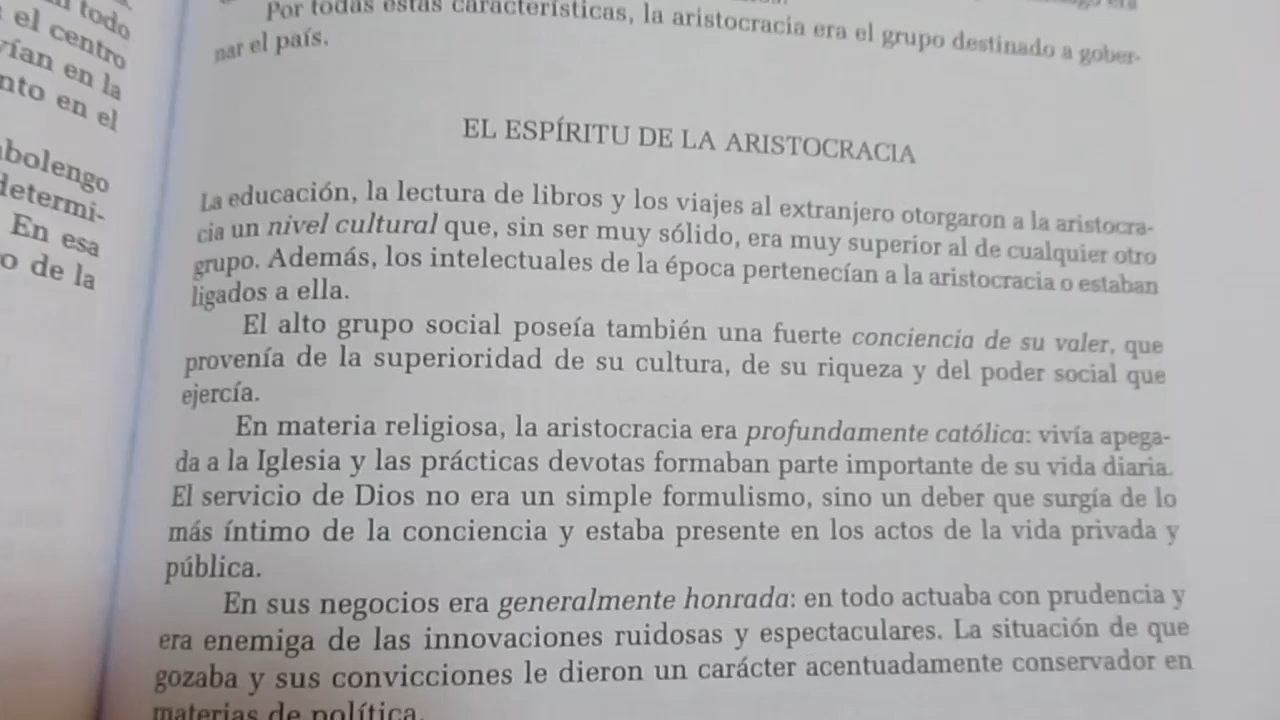 todo
el centro
vían en la
nto en el
bolengo
determi-
En esa
o de la
Por todas estas características, la aristocracia era el grupo destinado a gober-
nar el país.
EL ESPÍRITU DE LA ARISTOCRACIA
La educación, la lectura de libros y los viajes al extranjero otorgaron a la aristocra-
cia un nivel cultural que, sin ser muy sólido, era muy superior al de cualquier otro
grupo. Además, los intelectuales de la época pertenecían a la aristocracia o estaban
ligados a ella.
El alto grupo social poseía también una fuerte conciencia de su valer, que
provenía de la superioridad de su cultura, de su riqueza y del poder social que
ejercía.
En materia religiosa, la aristocracia era profundamente católica: vivía apega-
da a la Iglesia y las prácticas devotas formaban parte importante de su vida diaria.
El servicio de Dios no era un simple formulismo, sino un deber que surgía de lo
más íntimo de la conciencia y estaba presente en los actos de la vida privada y
pública.
En sus negocios era generalmente honrada: en todo actuaba con prudencia y
era enemiga de las innovaciones ruidosas y espectaculares. La situación de que
gozaba y sus convicciones le dieron un carácter acentuadamente conservador en
materias de política.